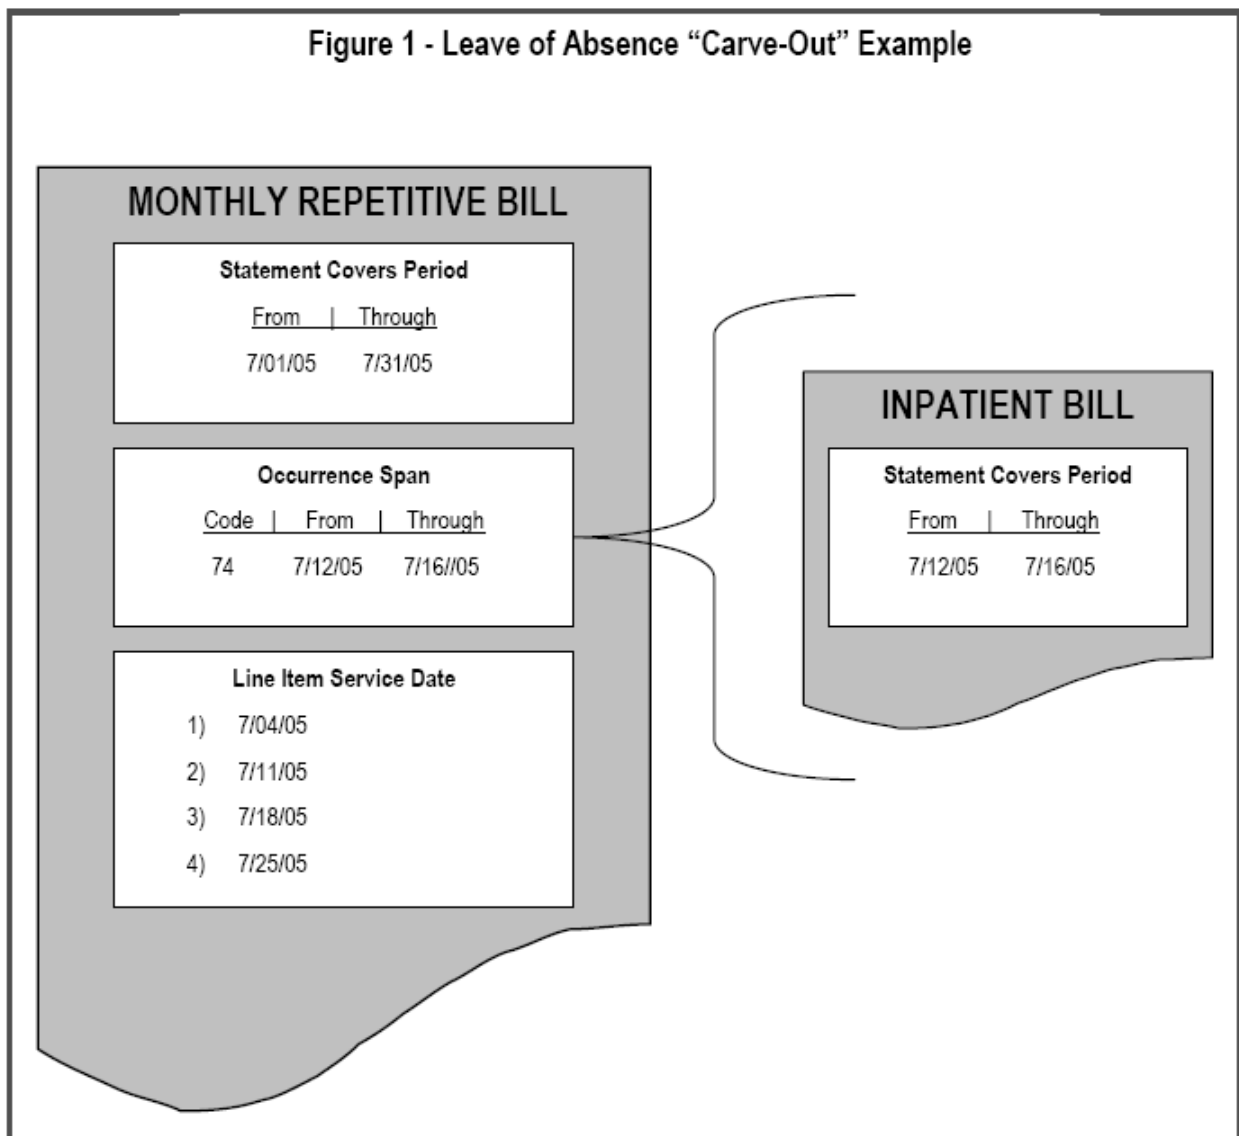 Figure 1 - Leave of Absence “Carve-Out” Example
MONTHLY REPETITIVE BILL
Statement Covers Period
From | Through
7/01/05 7/31/05
Occurrence Span
Code | From | Through
74 7/12/05 7/16//05
Line Item Service Date
1) 7/04/05
2) 7/11/05
3) 7/18/05
4) 7/25/05
INPATIENT BILL
Statement Covers Period
From | Through
7/12/05 7/16/05